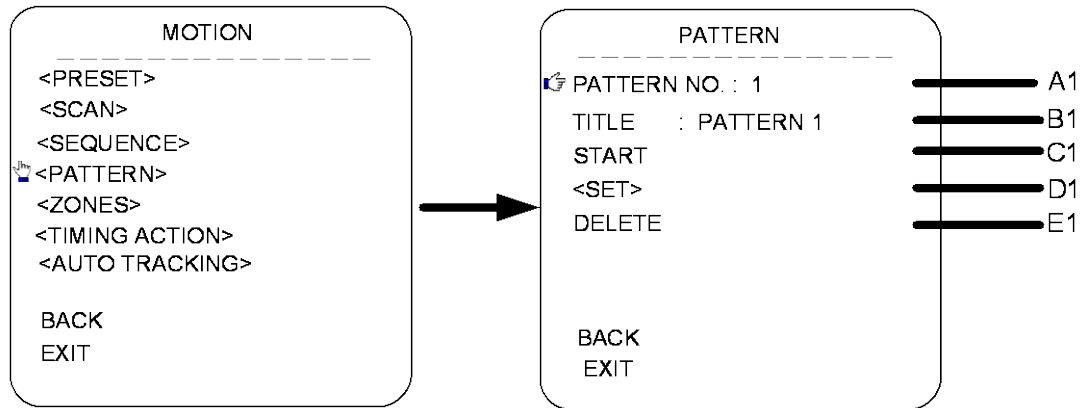 MOTION
<PRESET>
<SCAN>
<SEQUENCE>
<PATTERN>
<ZONES>
<TIMING ACTION>
<AUTO TRACKING>
BACK
EXIT
PATTERN
PATTERN NO. : 1
TITLE : PATTERN 1
START
<SET>
DELETE
BACK
EXIT
A1
B1
C1
D1
E1